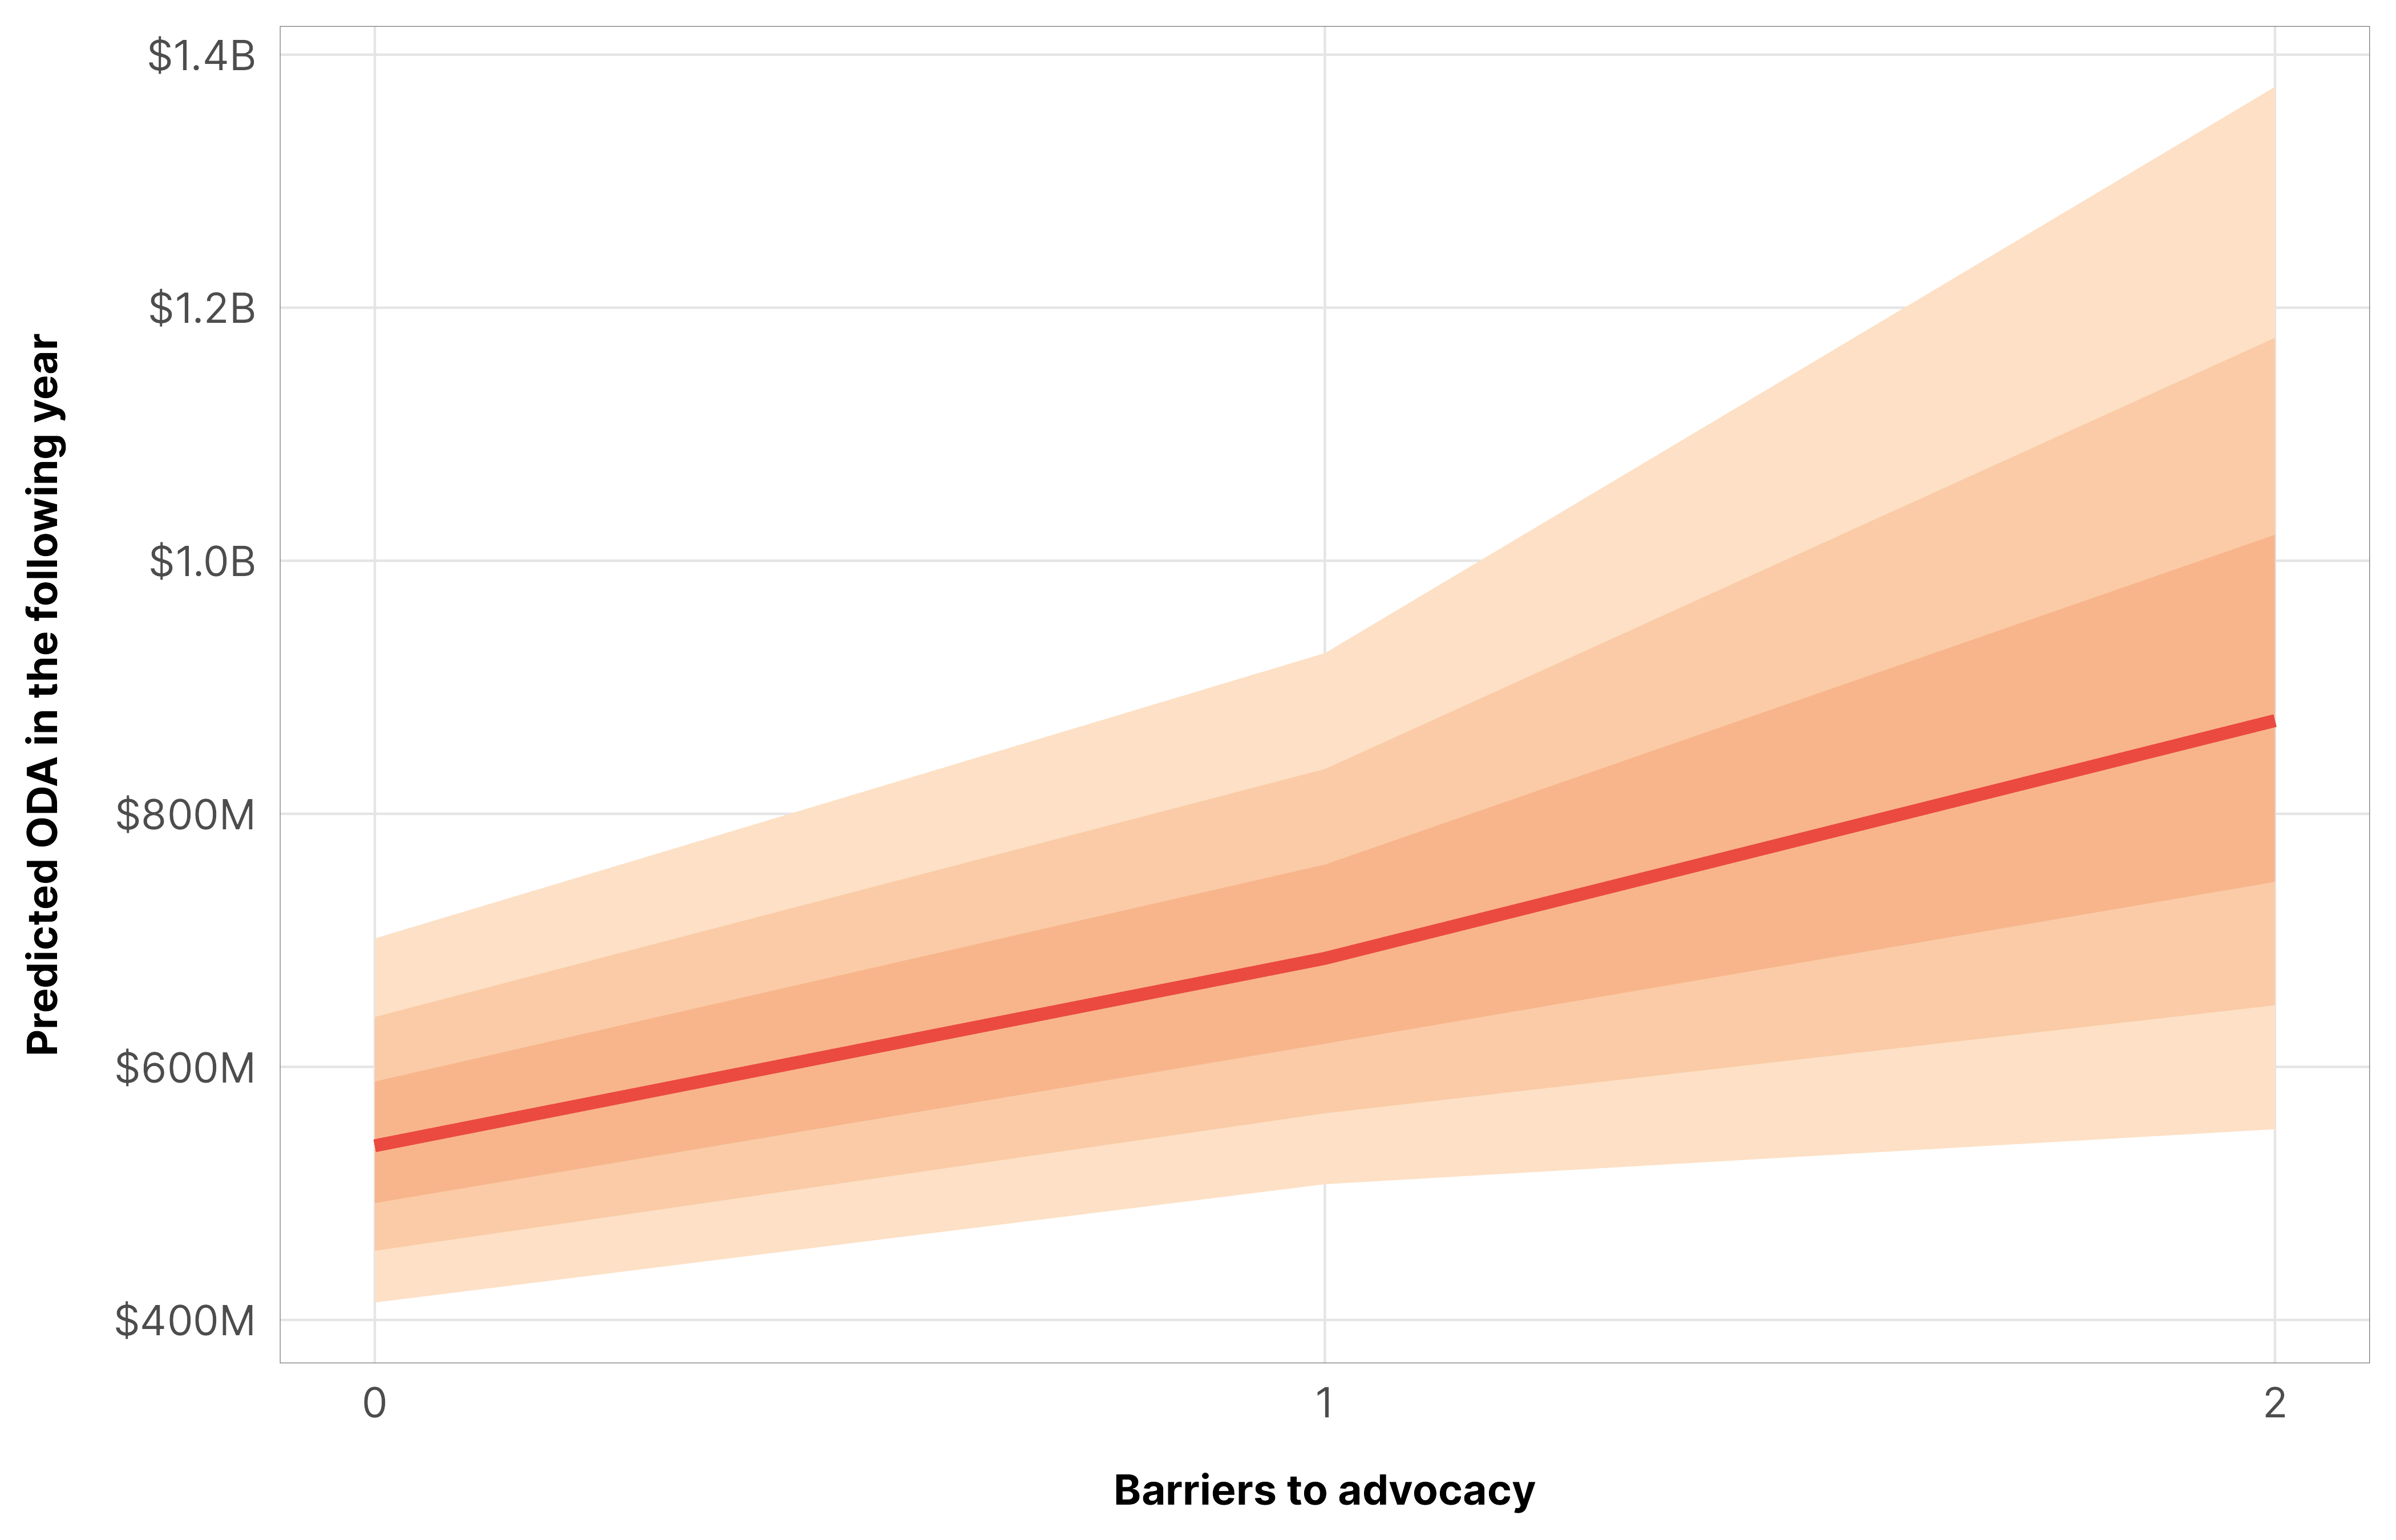 Predicted ODA in the following year
$1.4B
$1.2B
$1.0B
$800M
$600M
$400M
0
1
2
Barriers to advocacy